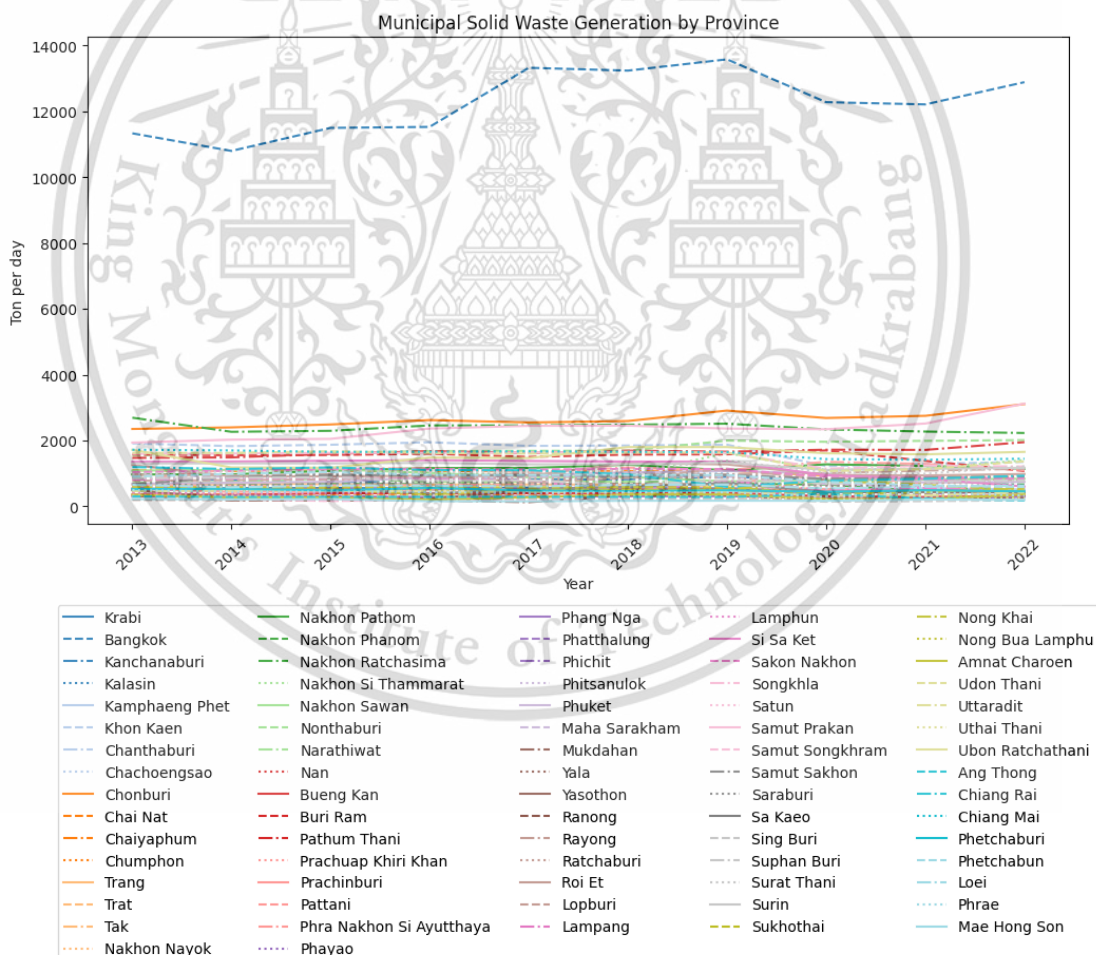 Municipal Solid Waste Generation by Province
14000
12000
10000
8000
6000
4000
2000
0
Ton per day
2013
2014
2015
2016
2017
2018
2019
2020
2021
2022
Year
King Mongkut's Institute of Technology Ladkrabang
Krabi
Bangkok
Kanchanaburi
Kalasin
Kamphaeng Phet
Khon Kaen
Chanthaburi
Chachoengsao
Chonburi
Chai Nat
Chaiyaphum
Chumphon
Trang
Trat
Tak
Nakhon Nayok
Nakhon Pathom
Nakhon Phanom
Nakhon Ratchasima
Nakhon Si Thammarat
Nakhon Sawan
Nonthaburi
Narathiwat
Nan
Bueng Kan
Buri Ram
Pathum Thani
Prachuap Khiri Khan
Prachinburi
Pattani
Phra Nakhon Si Ayutthaya
Phayao
Phang Nga
Phatthalung
Phichit
Phitsanulok
Phuket
Maha Sarakham
Mukdahan
Yala
Yasothon
Ranong
Rayong
Ratchaburi
Roi Et
Lopburi
Lampang
Lamphun
Si Sa Ket
Sakon Nakhon
Songkhla
Satun
Samut Prakan
Samut Songkhram
Samut Sakhon
Saraburi
Sa Kaeo
Sing Buri
Suphan Buri
Surat Thani
Surin
Sukhothai
Nong Khai
Nong Bua Lamphu
Amnat Charoen
Udon Thani
Uttaradit
Uthai Thani
Ubon Ratchathani
Ang Thong
Chiang Rai
Chiang Mai
Phetchaburi
Phetchabun
Loei
Phrae
Mae Hong Son